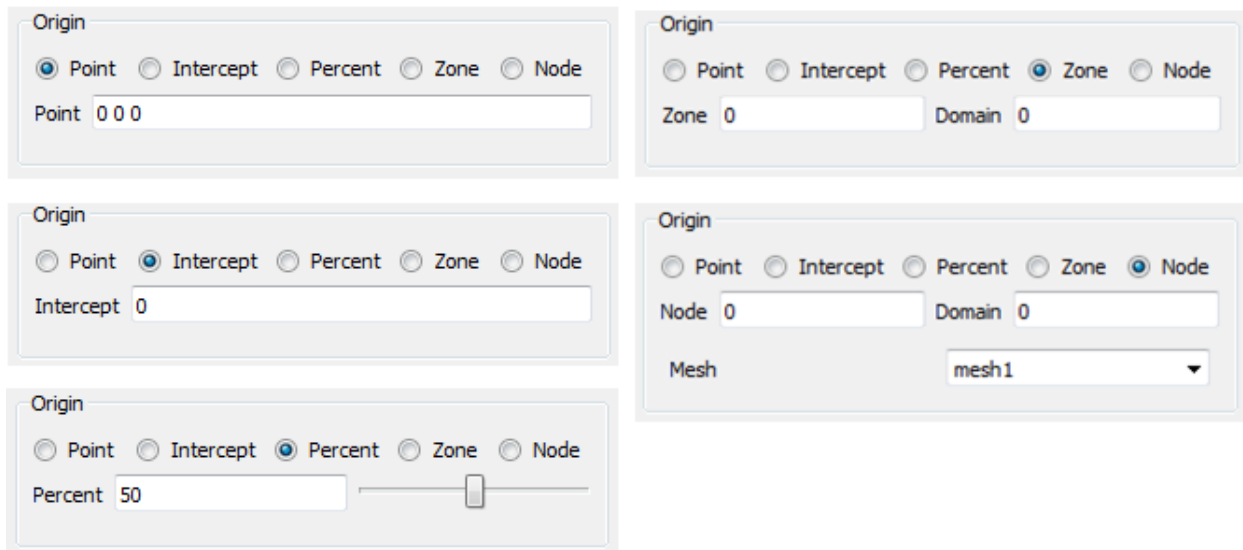 Origin
Point Intercept Percent Zone Node
Point 0 0 0
Origin
Point Intercept Percent Zone Node
Intercept 0
Origin
Point Intercept Percent Zone Node
Percent 50
Origin
Point Intercept Percent Zone Node
Zone 0 Domain 0
Origin
Point Intercept Percent Zone Node
Node 0 Domain 0
Mesh mesh1